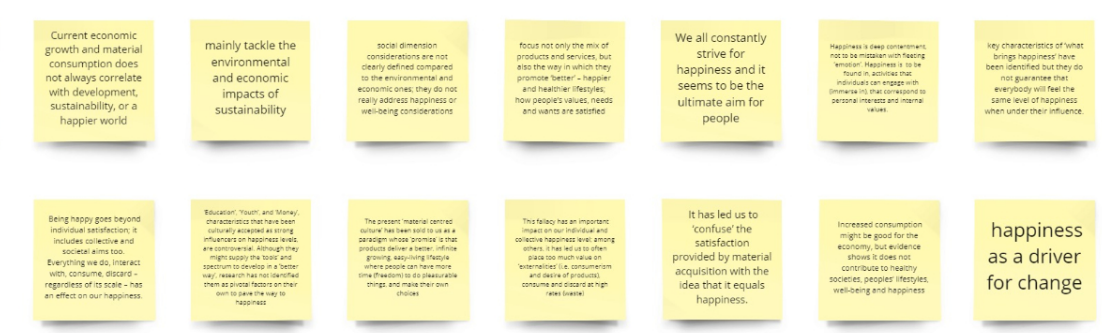 Current economic
growth and material
consumption does
not always correlate
with development,
sustainability, or a
happier world
mainly tackle the
environmental
and economic
impacts of
sustainability
social dimension
considerations are not
clearly defined compared
to the environmental and
economic ones; they do not
really address happiness or
well-being considerations
focus not only the mix of
products and services, but
also the way in which they
promote 'better' – happier
and healthier lifestyles;
how people's values, needs
and wants are satisfied
We all constantly
strive for
happiness and it
seems to be the
ultimate aim for
people
Happiness is deep contentment,
not to be mistaken with fleeting
'emotion'. Happiness is to be
found in, activities that
individuals can engage with
(immerse in), that correspond to
personal interests and internal
values.
key characteristics of 'what
brings happiness' have
been identified but they do
not guarantee that
everybody will feel the
same level of happiness
when under their influence.
Being happy goes beyond
individual satisfaction; it
includes collective and
societal aims too.
Everything we do, interact
with, consume, discard –
regardless of its scale – has
an effect on our happiness.
'Education', 'Youth', and 'Money',
characteristics that have been
culturally accepted as strong
influencers on happiness levels,
are controversial. Although they
might supply the 'tools' and
spectrum to develop in a 'better
way', research has not identified
them as pivotal factors on their
own to pave the way to
happiness
The present 'material centred
culture' has been sold to us as a
paradigm whose 'promise' is that
products deliver a better, infinite
growing, easy-living lifestyle
where people can have more
time (freedom) to do pleasurable
things, and make their own
choices
This fallacy has an important
impact on our individual and
collective happiness level; among
others, it has led us to often
place too much value on
'externalities' (i.e. consumerism
and desire of products),
consume and discard at high
rates (waste)
It has led us to
'confuse' the
satisfaction
provided by material
acquisition with the
idea that it equals
happiness.
Increased consumption
might be good for the
economy, but evidence
shows it does not
contribute to healthy
societies, peoples' lifestyles,
well-being and happiness
happiness
as a driver
for change